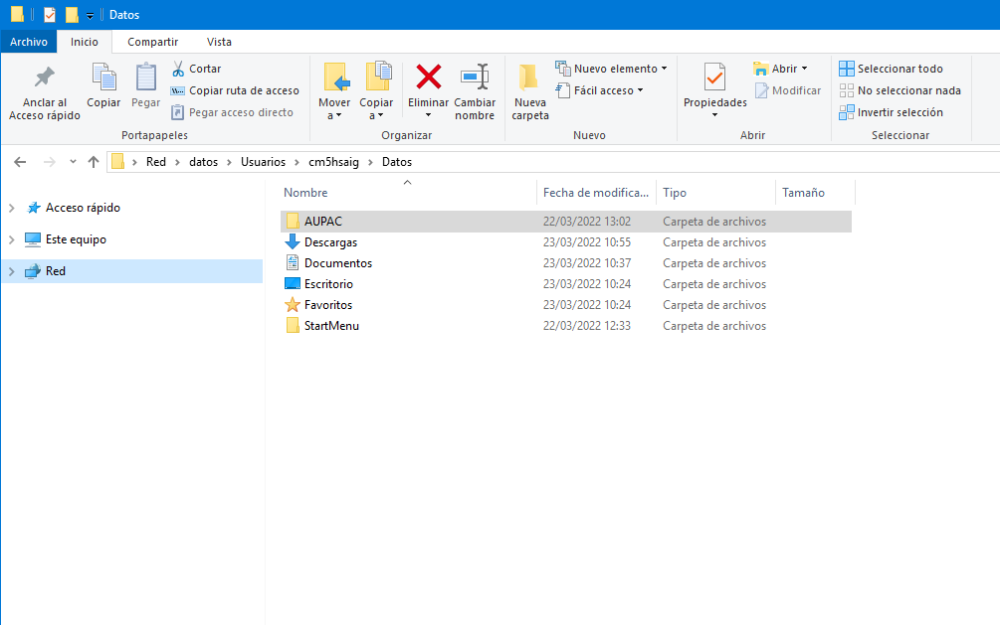 Datos
Archivo Inicio Compartir Vista
Anclar al Acceso rápido
Copiar
Pegar
Cortar
Copiar ruta de acceso
Pegar acceso directo
Portapapeles
Mover a
Copiar a
Eliminar
Cambiar nombre
Organizar
Nueva carpeta
Nuevo elemento
Fácil acceso
Nuevo
Propiedades
Abrir
Modificar
Abrir
Seleccionar todo
No seleccionar nada
Invertir selección
Seleccionar
Red > datos > Usuarios > cm5hsaig > Datos
Acceso rápido
Este equipo
Red
Nombre Fecha de modifica... Tipo Tamaño
AUPAC 22/03/2022 13:02 Carpeta de archivos
Descargas 23/03/2022 10:55 Carpeta de archivos
Documentos 23/03/2022 10:37 Carpeta de archivos
Escritorio 23/03/2022 10:24 Carpeta de archivos
Favoritos 23/03/2022 10:24 Carpeta de archivos
StartMenu 22/03/2022 12:33 Carpeta de archivos